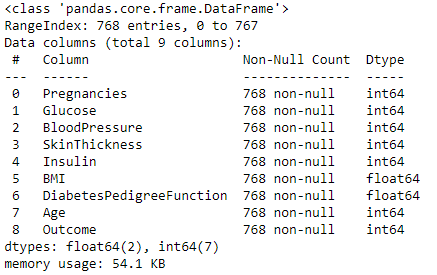 <class 'pandas.core.frame.DataFrame'>
RangeIndex: 768 entries, 0 to 767
Data columns (total 9 columns):
 #   Column                    Non-Null Count  Dtype
---  ------                    --------------  -----
 0   Pregnancies               768 non-null    int64
 1   Glucose                   768 non-null    int64
 2   BloodPressure             768 non-null    int64
 3   SkinThickness             768 non-null    int64
 4   Insulin                   768 non-null    int64
 5   BMI                       768 non-null    float64
 6   DiabetesPedigreeFunction  768 non-null    float64
 7   Age                       768 non-null    int64
 8   Outcome                   768 non-null    int64
dtypes: float64(2), int64(7)
memory usage: 54.1 KB